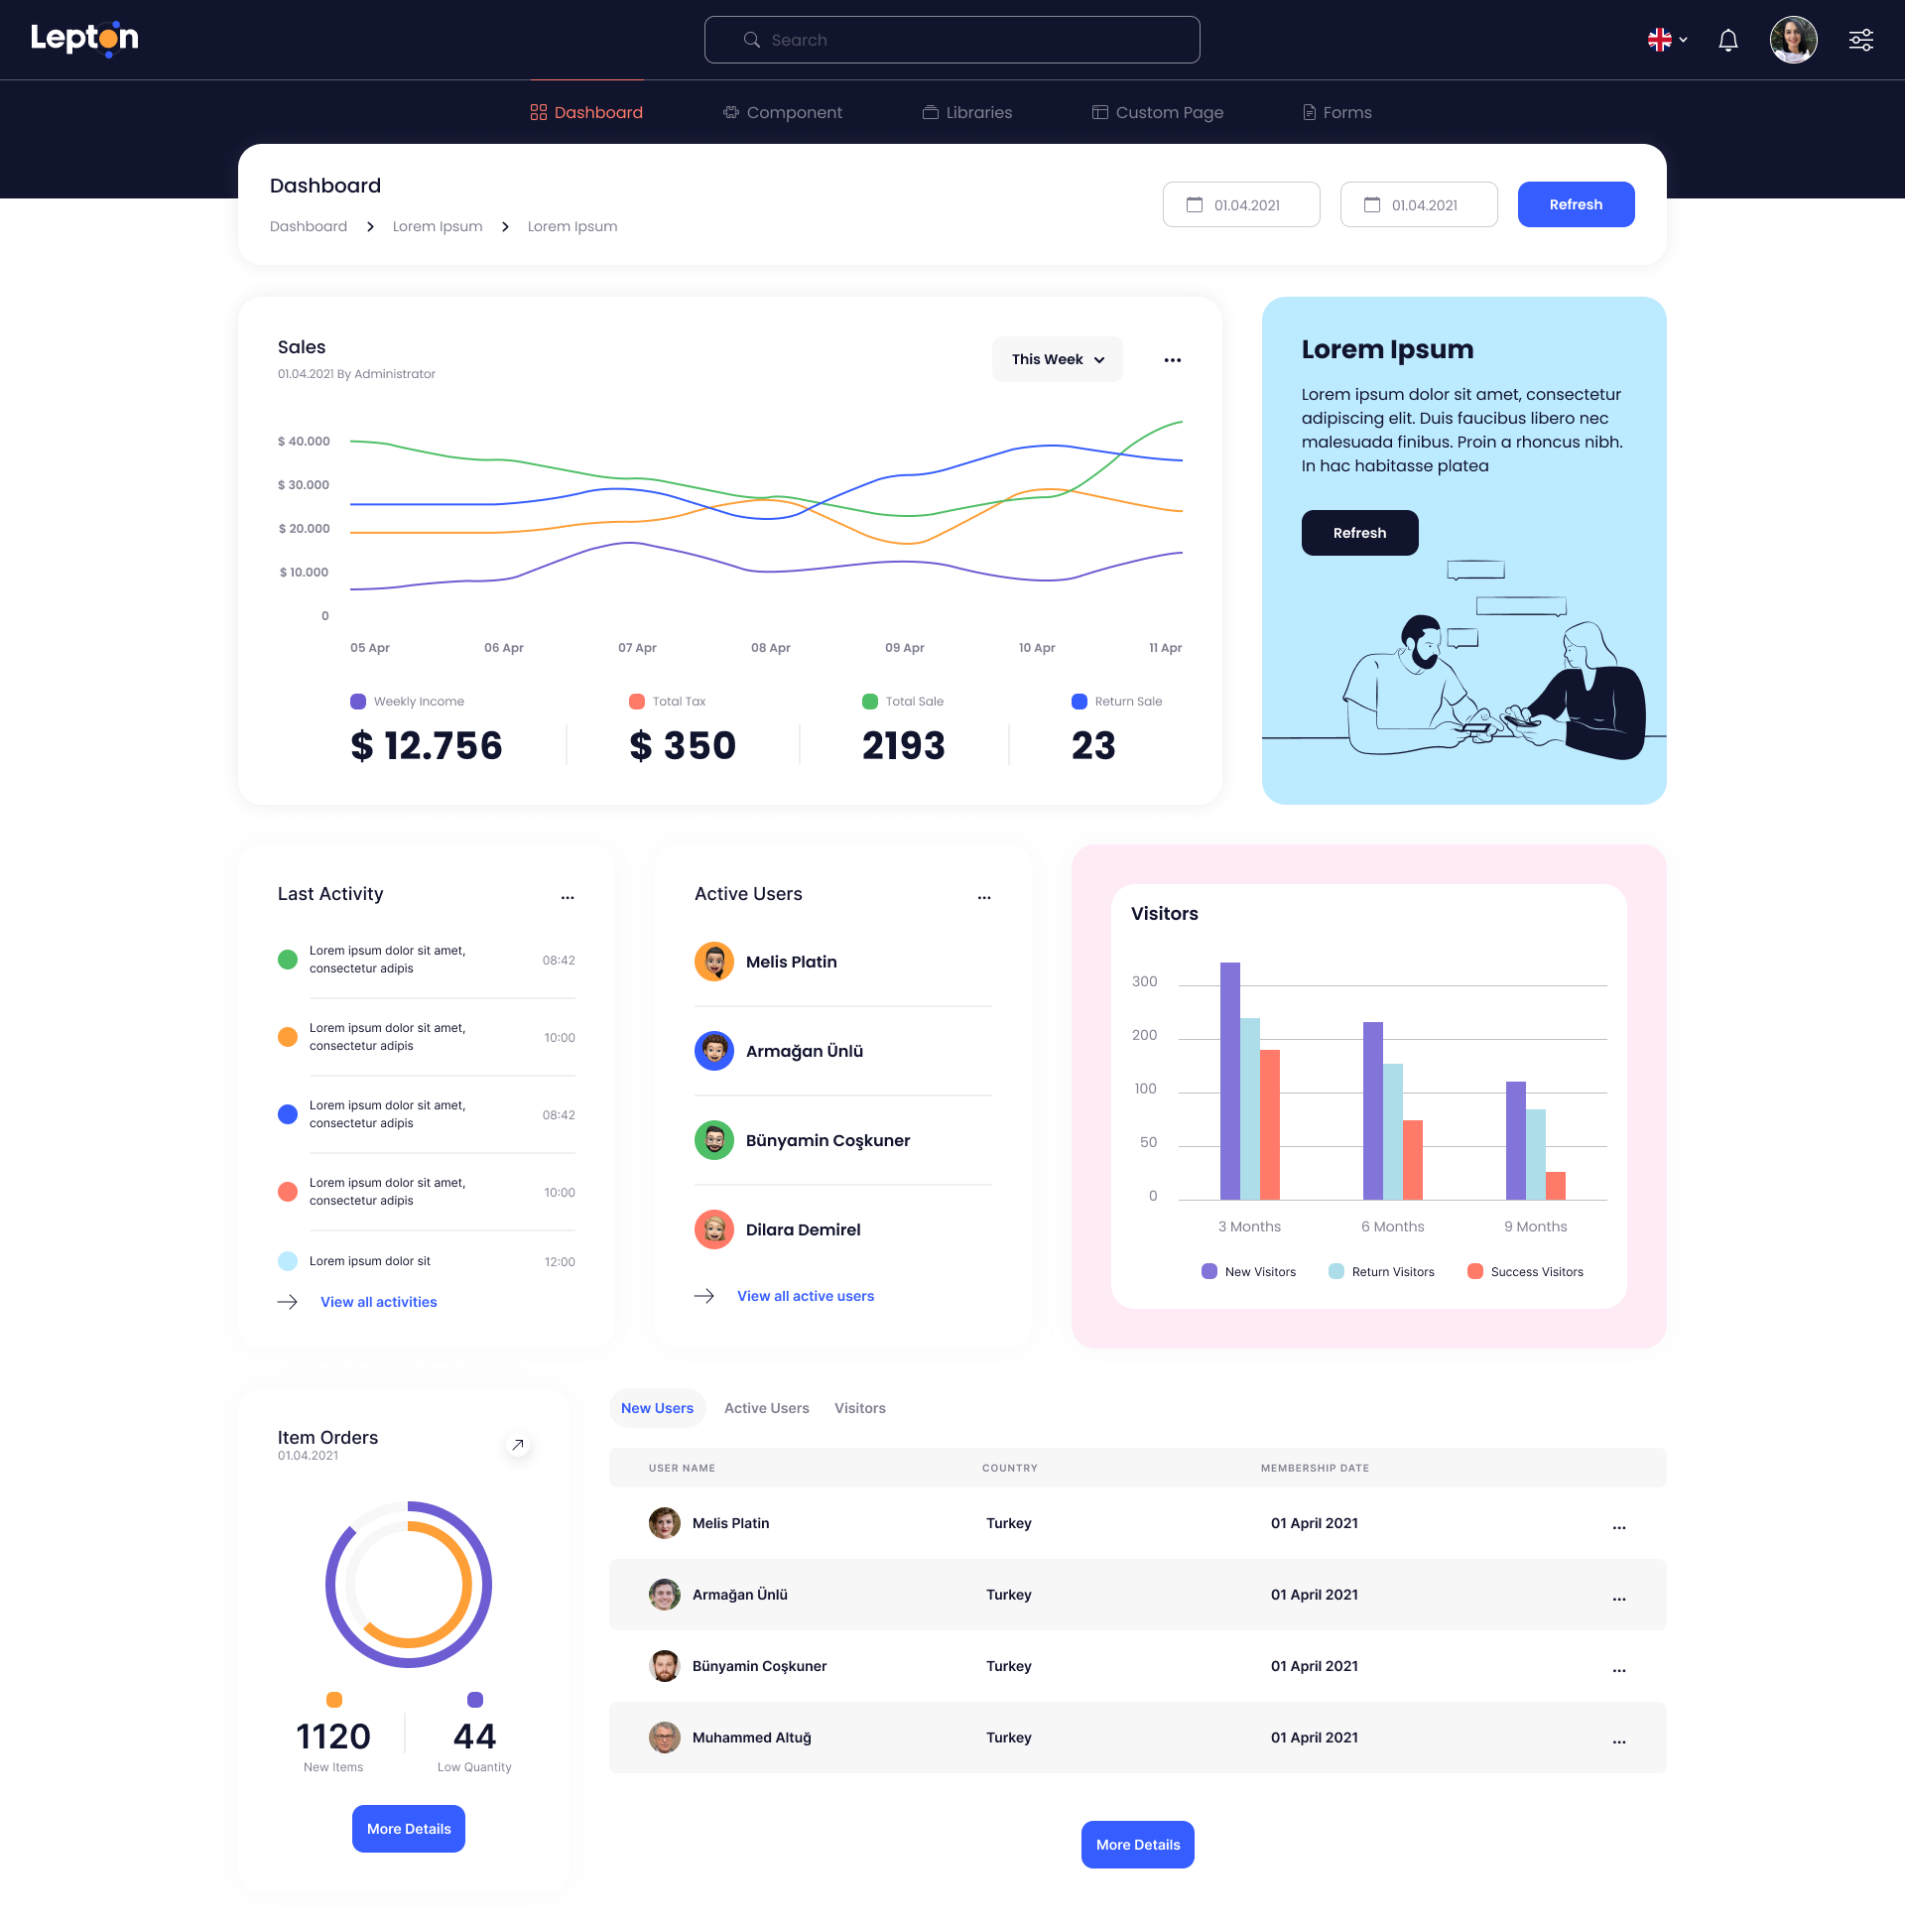 Lepton
Search
Dashboard
Component
Libraries
Custom Page
Forms
Dashboard
Dashboard
Lorem Ipsum
Lorem Ipsum
01.04.2021
01.04.2021
Refresh
Sales
01.04.2021 By Administrator
This Week
$ 40.000
$ 30.000
$ 20.000
$ 10.000
0
05 Apr
06 Apr
07 Apr
08 Apr
09 Apr
10 Apr
11 Apr
Weekly Income
$ 12.756
Total Tax
$ 350
Total Sale
2193
Return Sale
23
Lorem Ipsum
Lorem ipsum dolor sit amet, consectetur
adipiscing elit. Duis faucibus libero nec
malesuada finibus. Proin a rhoncus nibh.
In hac habitasse platea
Refresh
Last Activity
...
Lorem ipsum dolor sit amet,
consectetur adipis
08:42
Lorem ipsum dolor sit amet,
consectetur adipis
10:00
Lorem ipsum dolor sit amet,
consectetur adipis
08:42
Lorem ipsum dolor sit amet,
consectetur adipis
10:00
Lorem ipsum dolor sit
12:00
View all activities
Active Users
...
Melis Platin
Armağan Ünlü
Bünyamin Coşkuner
Dilara Demirel
View all active users
Visitors
300
200
100
50
0
3 Months
6 Months
9 Months
New Visitors
Return Visitors
Success Visitors
Item Orders
01.04.2021
1120
New Items
44
Low Quantity
More Details
New Users
Active Users
Visitors
USER NAME
COUNTRY
MEMBERSHIP DATE
Melis Platin
Turkey
01 April 2021
...
Armağan Ünlü
Turkey
01 April 2021
...
Bünyamin Coşkuner
Turkey
01 April 2021
...
Muhammed Altuğ
Turkey
01 April 2021
...
More Details